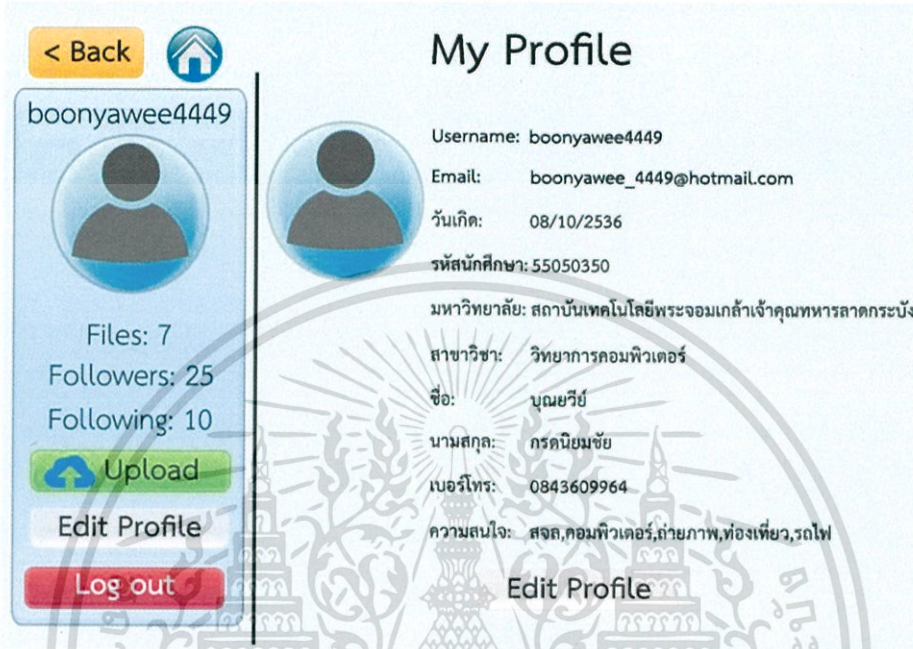 < Back
boonyawee4449
Files: 7
Followers: 25
Following: 10
Upload
Edit Profile
Log out
My Profile
Username: boonyawee4449
Email: boonyawee_4449@hotmail.com
วันเกิด: 08/10/2536
รหัสนักศึกษา: 55050350
มหาวิทยาลัย: สถาบันเทคโนโลยีพระจอมเกล้าเจ้าคุณทหารลาดกระบัง
สาขาวิชา: วิทยาการคอมพิวเตอร์
ชื่อ: บุณยวีย์
นามสกุล: กรดนิยมชัย
เบอร์โทร: 0843609964
ความสนใจ: สจล,คอมพิวเตอร์,ถ่ายภาพ,ท่องเที่ยว,รถไฟ
Edit Profile